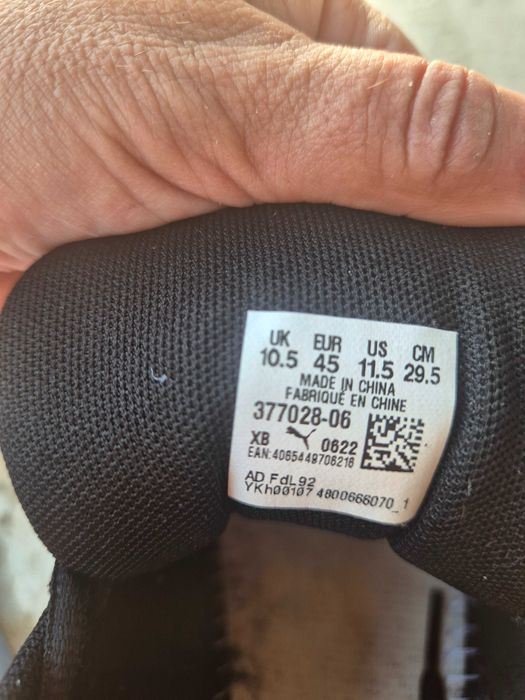 UK EUR US CM
10.5 45 11.5 29.5
MADE IN CHINA
FABRIQUÉ EN CHINE
377028-06
XB 0622
EAN:4065449706216
AD FdL92
YKh00107 4800666070_1